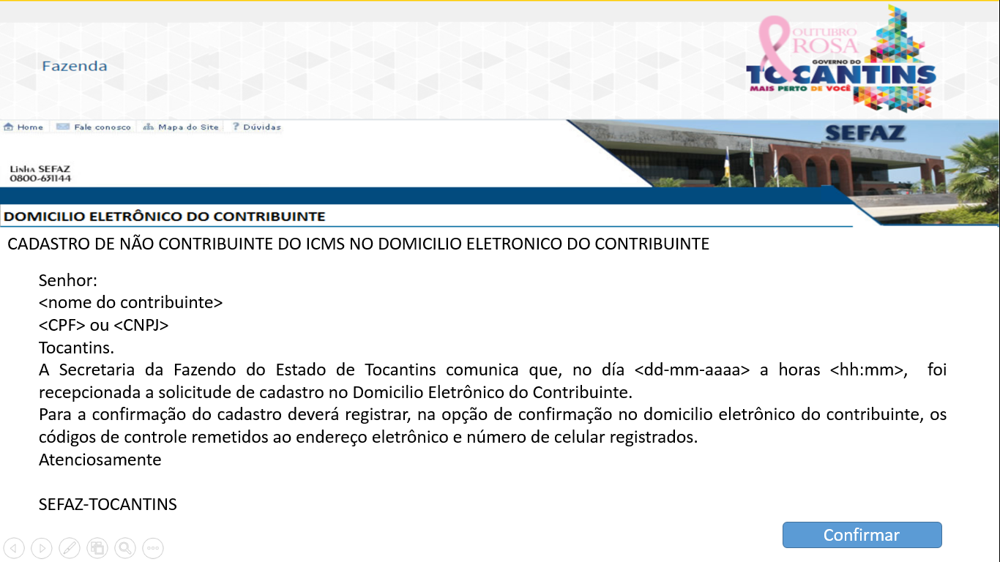 OUTUBRO
ROSA
GOVERNO DO
TOCANTINS
MAIS PERTO DE VOCÊ
Fazenda
Home Fale conosco Mapa do Site ? Dúvidas
SEFAZ
Linha SEFAZ
0800-631144
DOMICILIO ELETRÔNICO DO CONTRIBUINTE
CADASTRO DE NÃO CONTRIBUINTE DO ICMS NO DOMICILIO ELETRONICO DO CONTRIBUINTE
Senhor:
<nome do contribuinte>
<CPF> ou <CNPJ>
Tocantins.
A Secretaria da Fazendo do Estado de Tocantins comunica que, no día <dd-mm-aaaa> a horas <hh:mm>, foi
recepcionada a solicitude de cadastro no Domicilio Eletrônico do Contribuinte.
Para a confirmação do cadastro deverá registrar, na opção de confirmação no domicilio eletrônico do contribuinte, os
códigos de controle remetidos ao endereço eletrônico e número de celular registrados.
Atenciosamente
SEFAZ-TOCANTINS
Confirmar